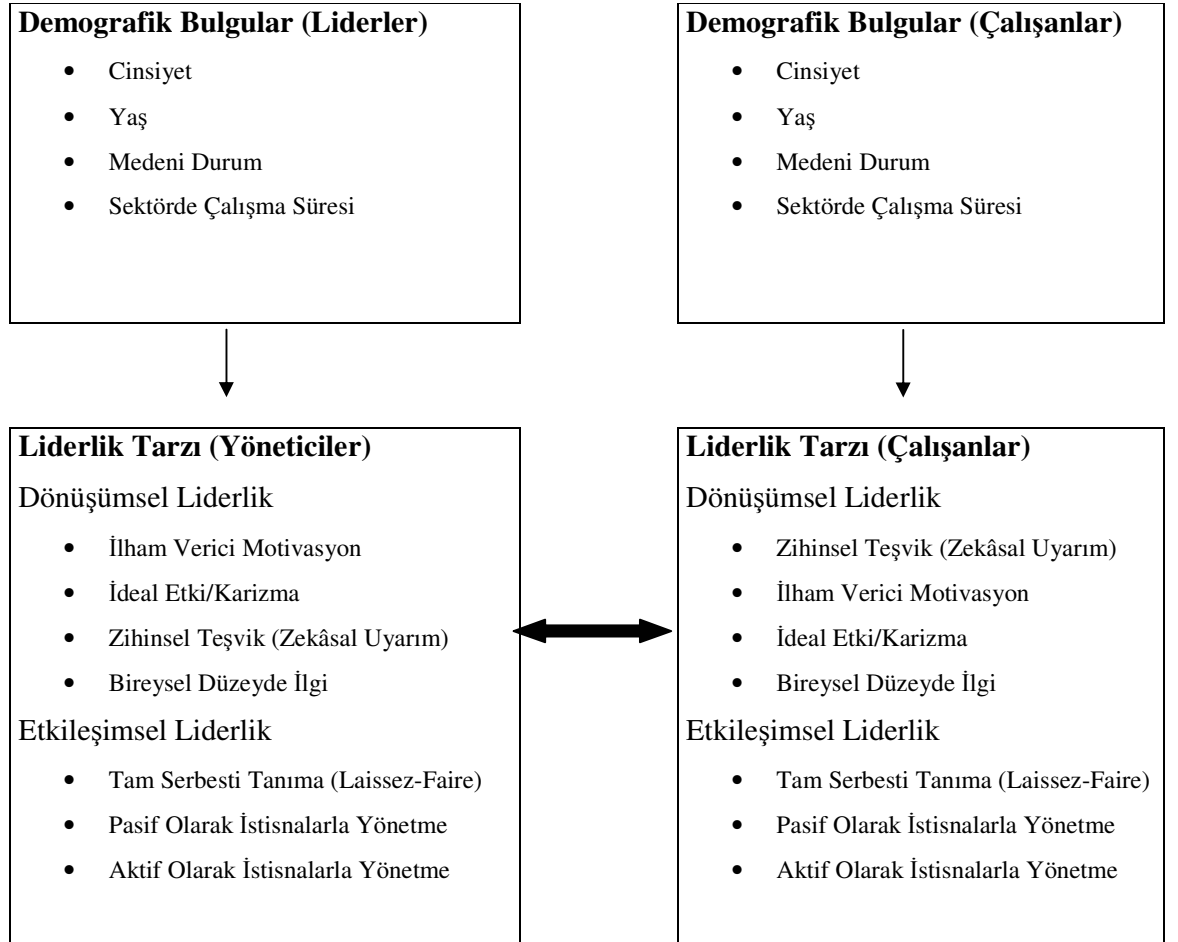 Demografik Bulgular (Liderler)
• Cinsiyet
• Yaş
• Medeni Durum
• Sektörde Çalışma Süresi
Demografik Bulgular (Çalışanlar)
• Cinsiyet
• Yaş
• Medeni Durum
• Sektörde Çalışma Süresi
Liderlik Tarzı (Yöneticiler)
Dönüşümsel Liderlik
• İlham Verici Motivasyon
• İdeal Etki/Karizma
• Zihinsel Teşvik (Zekâsal Uyarım)
• Bireysel Düzeyde İlgi
Etkileşimsel Liderlik
• Tam Serbesti Tanıma (Laissez-Faire)
• Pasif Olarak İstisnalarla Yönetme
• Aktif Olarak İstisnalarla Yönetme
Liderlik Tarzı (Çalışanlar)
Dönüşümsel Liderlik
• Zihinsel Teşvik (Zekâsal Uyarım)
• İlham Verici Motivasyon
• İdeal Etki/Karizma
• Bireysel Düzeyde İlgi
Etkileşimsel Liderlik
• Tam Serbesti Tanıma (Laissez-Faire)
• Pasif Olarak İstisnalarla Yönetme
• Aktif Olarak İstisnalarla Yönetme